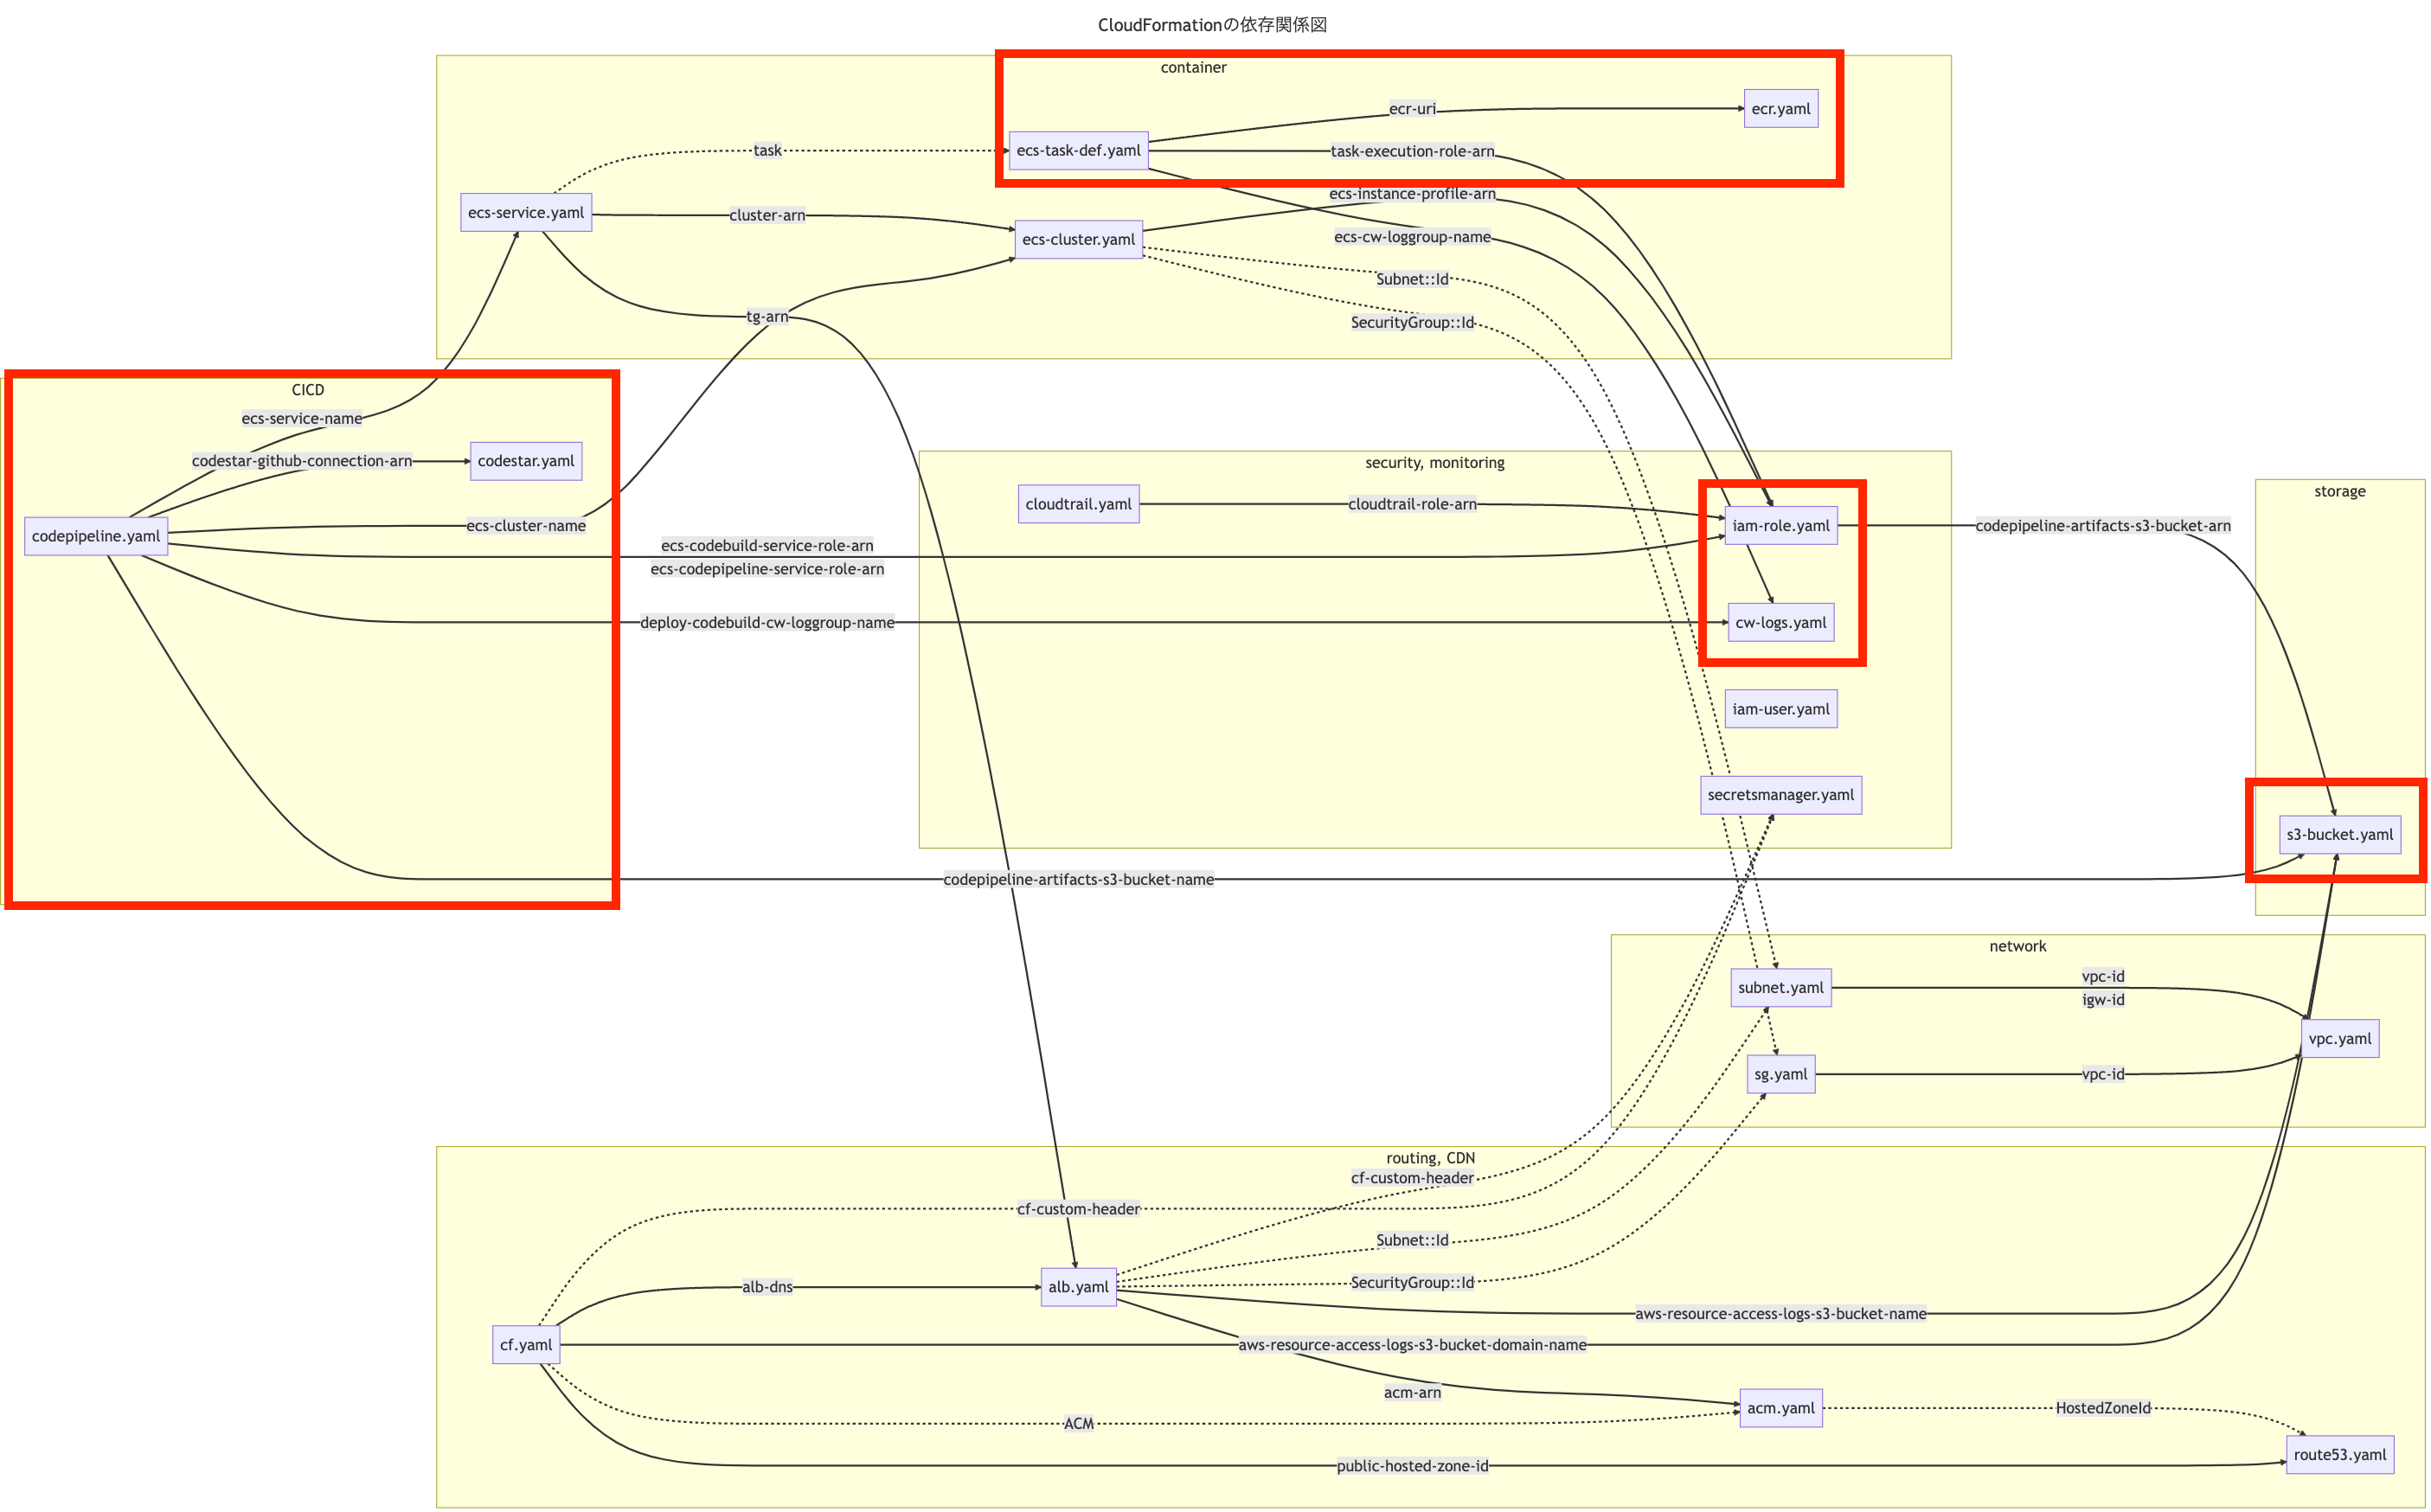 CloudFormationの依存関係図
container
ecr-uri
ecr.yaml
task
ecs-task-def.yaml
task-execution-role-arn
ecs-instance-profile-arn
ecs-service.yaml
cluster-arn
ecs-cluster.yaml
ecs-cw-loggroup-name
Subnet::Id
tg-arn
SecurityGroup::Id
CICD
ecs-service-name
codestar-github-connection-arn
codestar.yaml
codepipeline.yaml
ecs-cluster-name
security, monitoring
cloudtrail.yaml
cloudtrail-role-arn
iam-role.yaml
ecs-codebuild-service-role-arn
ecs-codepipeline-service-role-arn
deploy-codebuild-cw-loggroup-name
cw-logs.yaml
iam-user.yaml
secretsmanager.yaml
storage
codepipeline-artifacts-s3-bucket-arn
s3-bucket.yaml
codepipeline-artifacts-s3-bucket-name
network
subnet.yaml
vpc-id
igw-id
vpc.yaml
sg.yaml
vpc-id
routing, CDN
cf-custom-header
cf-custom-header
Subnet::Id
alb-dns
alb.yaml
SecurityGroup::Id
aws-resource-access-logs-s3-bucket-name
cf.yaml
aws-resource-access-logs-s3-bucket-domain-name
acm-arn
ACM
acm.yaml
HostedZoneId
public-hosted-zone-id
route53.yaml